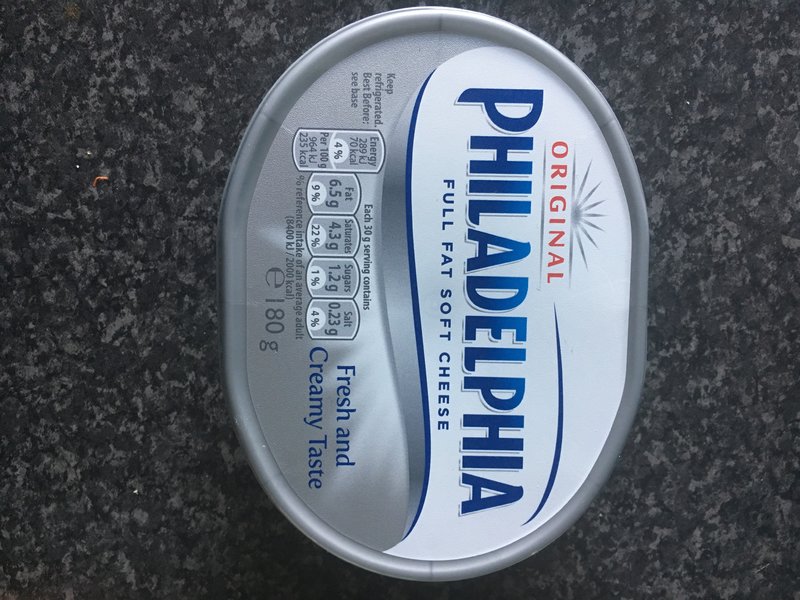 ORIGINAL
PHILADELPHIA
FULL FAT SOFT CHEESE
Keep
refrigerated.
Best Before:
see base
Each 30 g serving contains
Energy
289 kJ
70 kcal
4%
Per 100 g
964 kJ
235 kcal
Fat
6.5 g
9%
Saturates
4.3 g
22%
Sugars
1.2 g
1%
Salt
0.23 g
4%
% reference intake of an average adult
(8400 kJ / 2000 kcal)
℮ 180 g
Fresh and
Creamy Taste